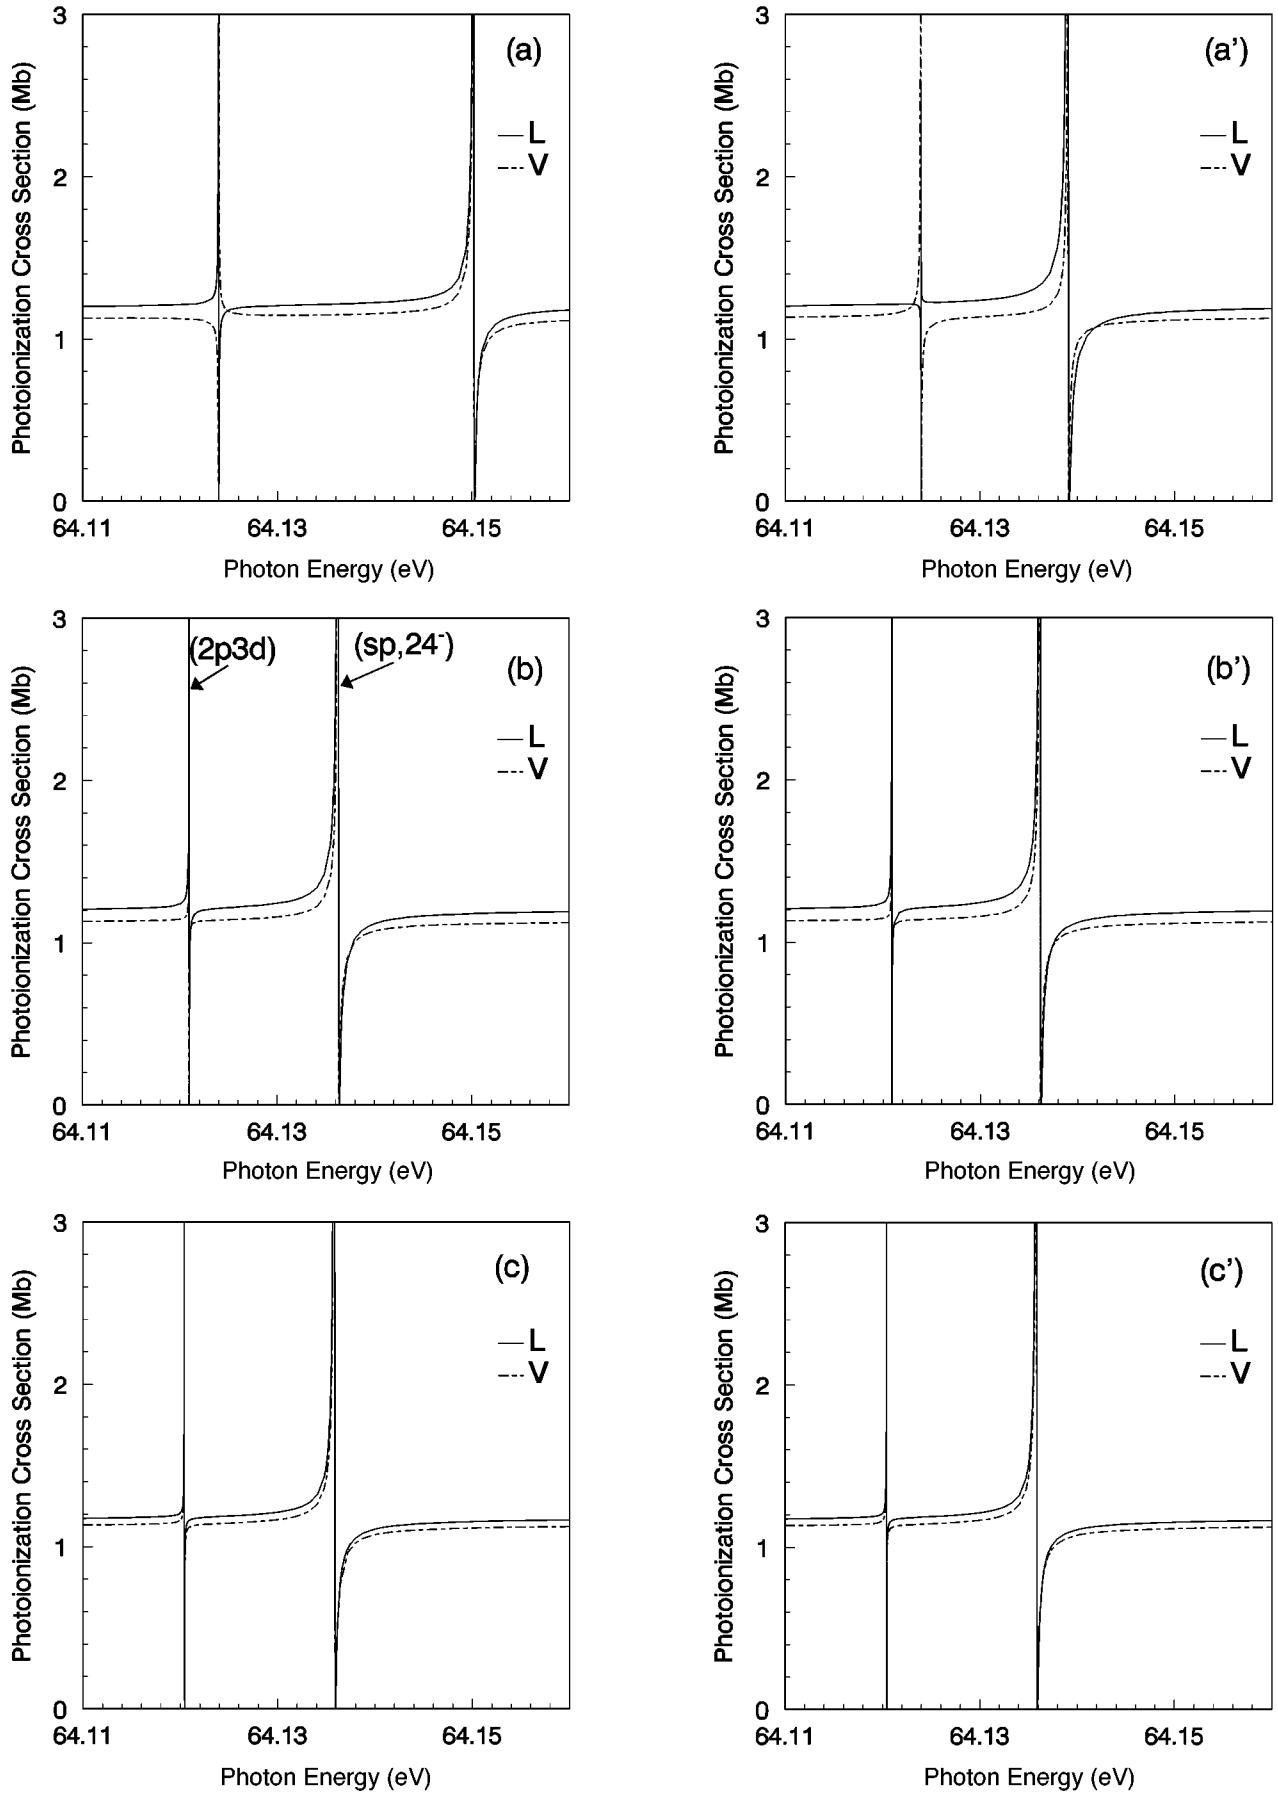 3
(a)
L
V
2
1
0
64.11
64.13
64.15
Photon Energy (eV)
Photoionization Cross Section (Mb)
3
(a')
L
V
2
1
0
64.11
64.13
64.15
Photon Energy (eV)
Photoionization Cross Section (Mb)
3
(2p3d)
(sp,24⁻)
(b)
L
V
2
1
0
64.11
64.13
64.15
Photon Energy (eV)
Photoionization Cross Section (Mb)
3
(b')
L
V
2
1
0
64.11
64.13
64.15
Photon Energy (eV)
Photoionization Cross Section (Mb)
3
(c)
L
V
2
1
0
64.11
64.13
64.15
Photon Energy (eV)
Photoionization Cross Section (Mb)
3
(c')
L
V
2
1
0
64.11
64.13
64.15
Photon Energy (eV)
Photoionization Cross Section (Mb)